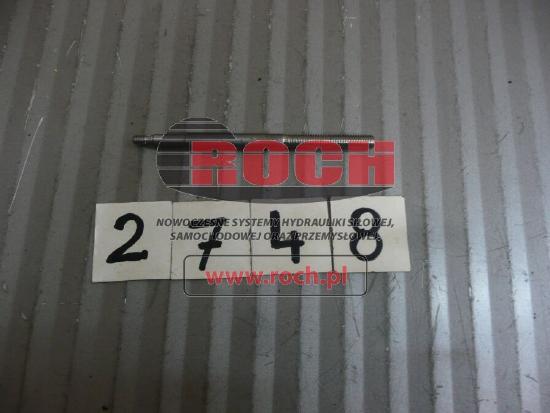 ROCH
NOWOCZESNE SYSTEMY HYDRAULIKI SIŁOWEJ,
SAMOCHODOWEJ ORAZ PRZEMYSŁOWEJ
2 7 4 8
www.roch.pl